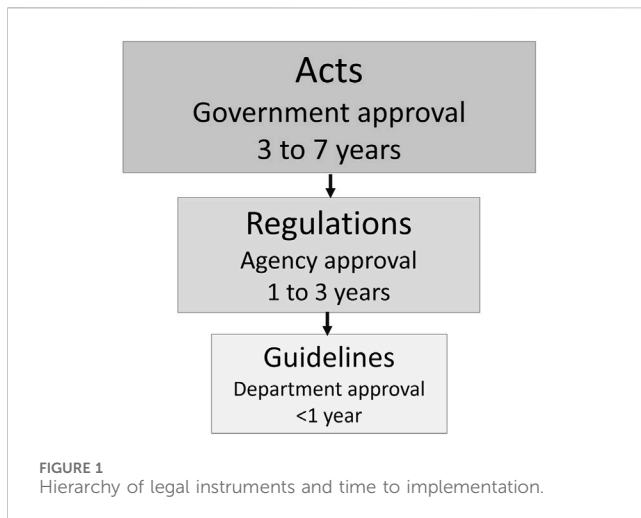 Acts
Government approval
3 to 7 years
Regulations
Agency approval
1 to 3 years
Guidelines
Department approval
<1 year
FIGURE 1
Hierarchy of legal instruments and time to implementation.